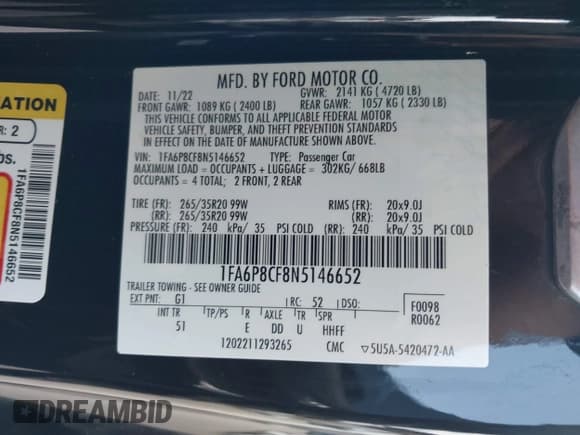 ATION
R: 2
bs.
1FA6P8CF8N5146652
MFD. BY FORD MOTOR CO.
DATE: 11/22 GVWR: 2141 KG ( 4720 LB)
FRONT GAWR: 1089 KG ( 2400 LB) REAR GAWR: 1057 KG ( 2330 LB)
THIS VEHICLE CONFORMS TO ALL APPLICABLE FEDERAL MOTOR
VEHICLE SAFETY, BUMPER, AND THEFT PREVENTION STANDARDS
IN EFFECT ON THE DATE OF MANUFACTURE SHOWN ABOVE.
VIN: 1FA6P8CF8N5146652 TYPE: Passenger Car
MAXIMUM LOAD = OCCUPANTS + LUGGAGE = 302KG/ 668LB
OCCUPANTS = 4 TOTAL; 2 FRONT, 2 REAR
TIRE (FR): 265/35R20 99W RIMS (FR): 20x9.0J
(RR): 265/35R20 99W (RR): 20x9.0J
PRESSURE (FR): 240 kPa/ 35 PSI COLD (RR): 240 kPa/ 35 PSI COLD
1FA6P8CF8N5146652
TRAILER TOWING - SEE OWNER GUIDE
EXT PNT: G1 RC: 52 DSO: F0098
INT TR TP/PS R AXLE TR SPR R0062
51 E DD U HHFF
1202211293265 CMC 5U5A-5420472-AA
DREAMBID